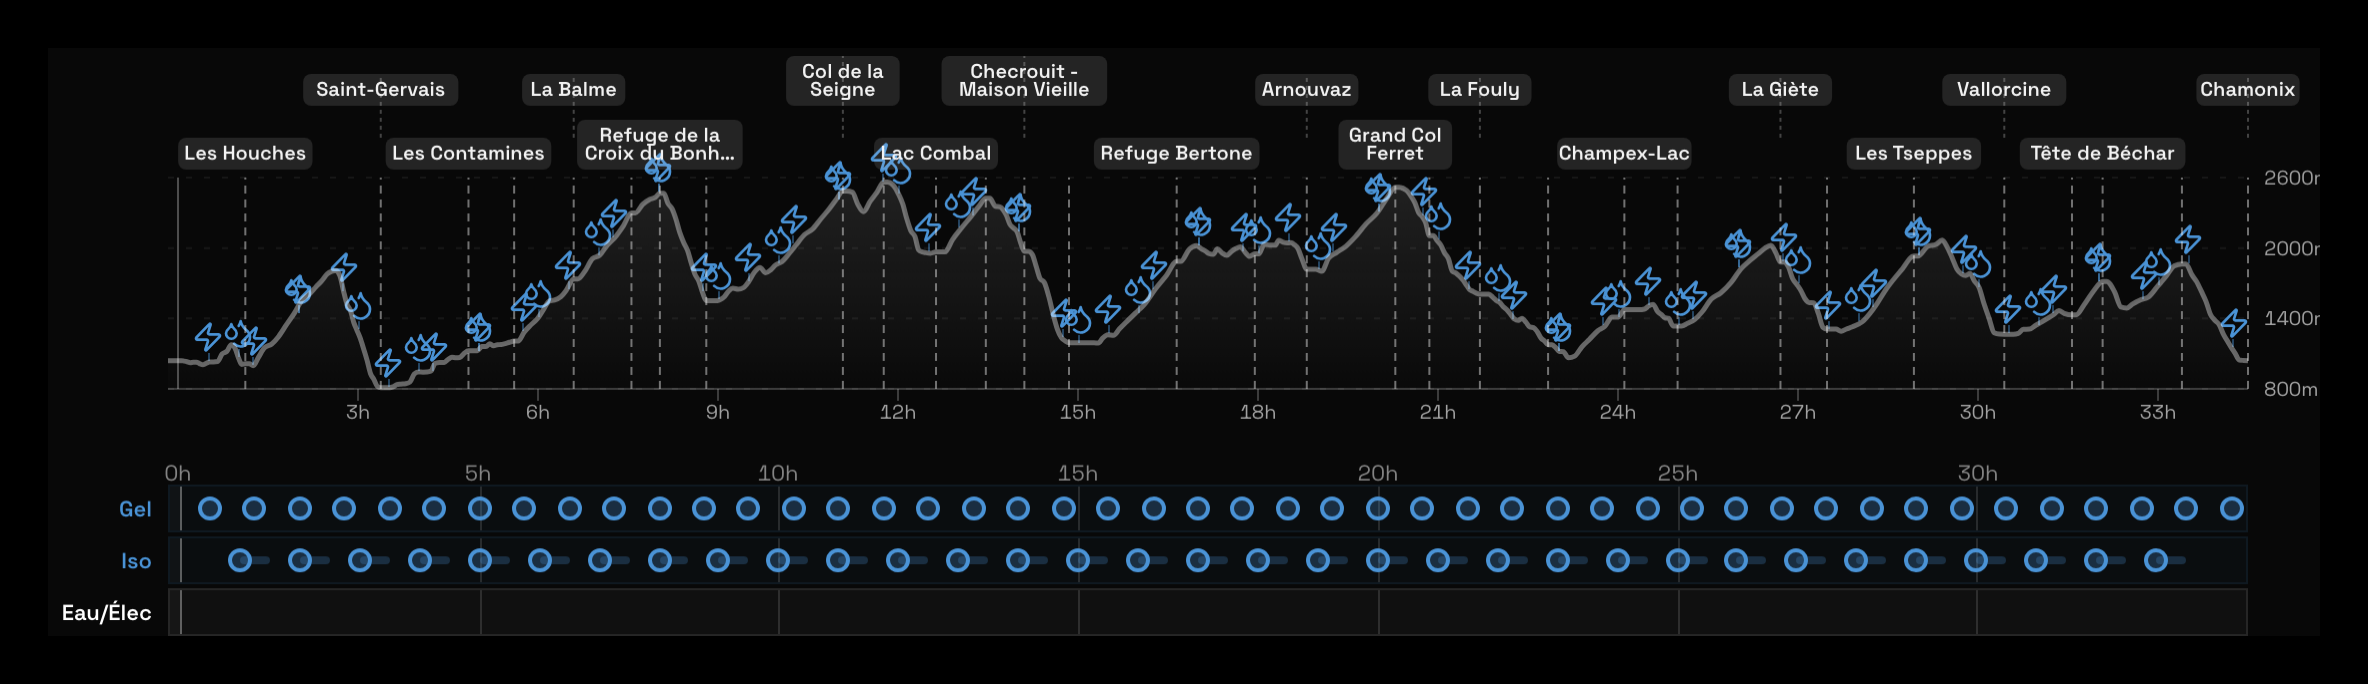 Col de la
Seigne
Checrouit -
Maison Vieille
Saint-Gervais
La Balme
Arnouvaz
La Fouly
La Giète
Vallorcine
Chamonix
Refuge de la
Croix du Bonh...
Grand Col
Ferret
Les Houches
Les Contamines
Lac Combal
Refuge Bertone
Champex-Lac
Les Tseppes
Tête de Béchar
2600m
2000m
1400m
800m
3h 6h 9h 12h 15h 18h 21h 24h 27h 30h 33h
0h 5h 10h 15h 20h 25h 30h
Gel
Iso
Eau/Élec